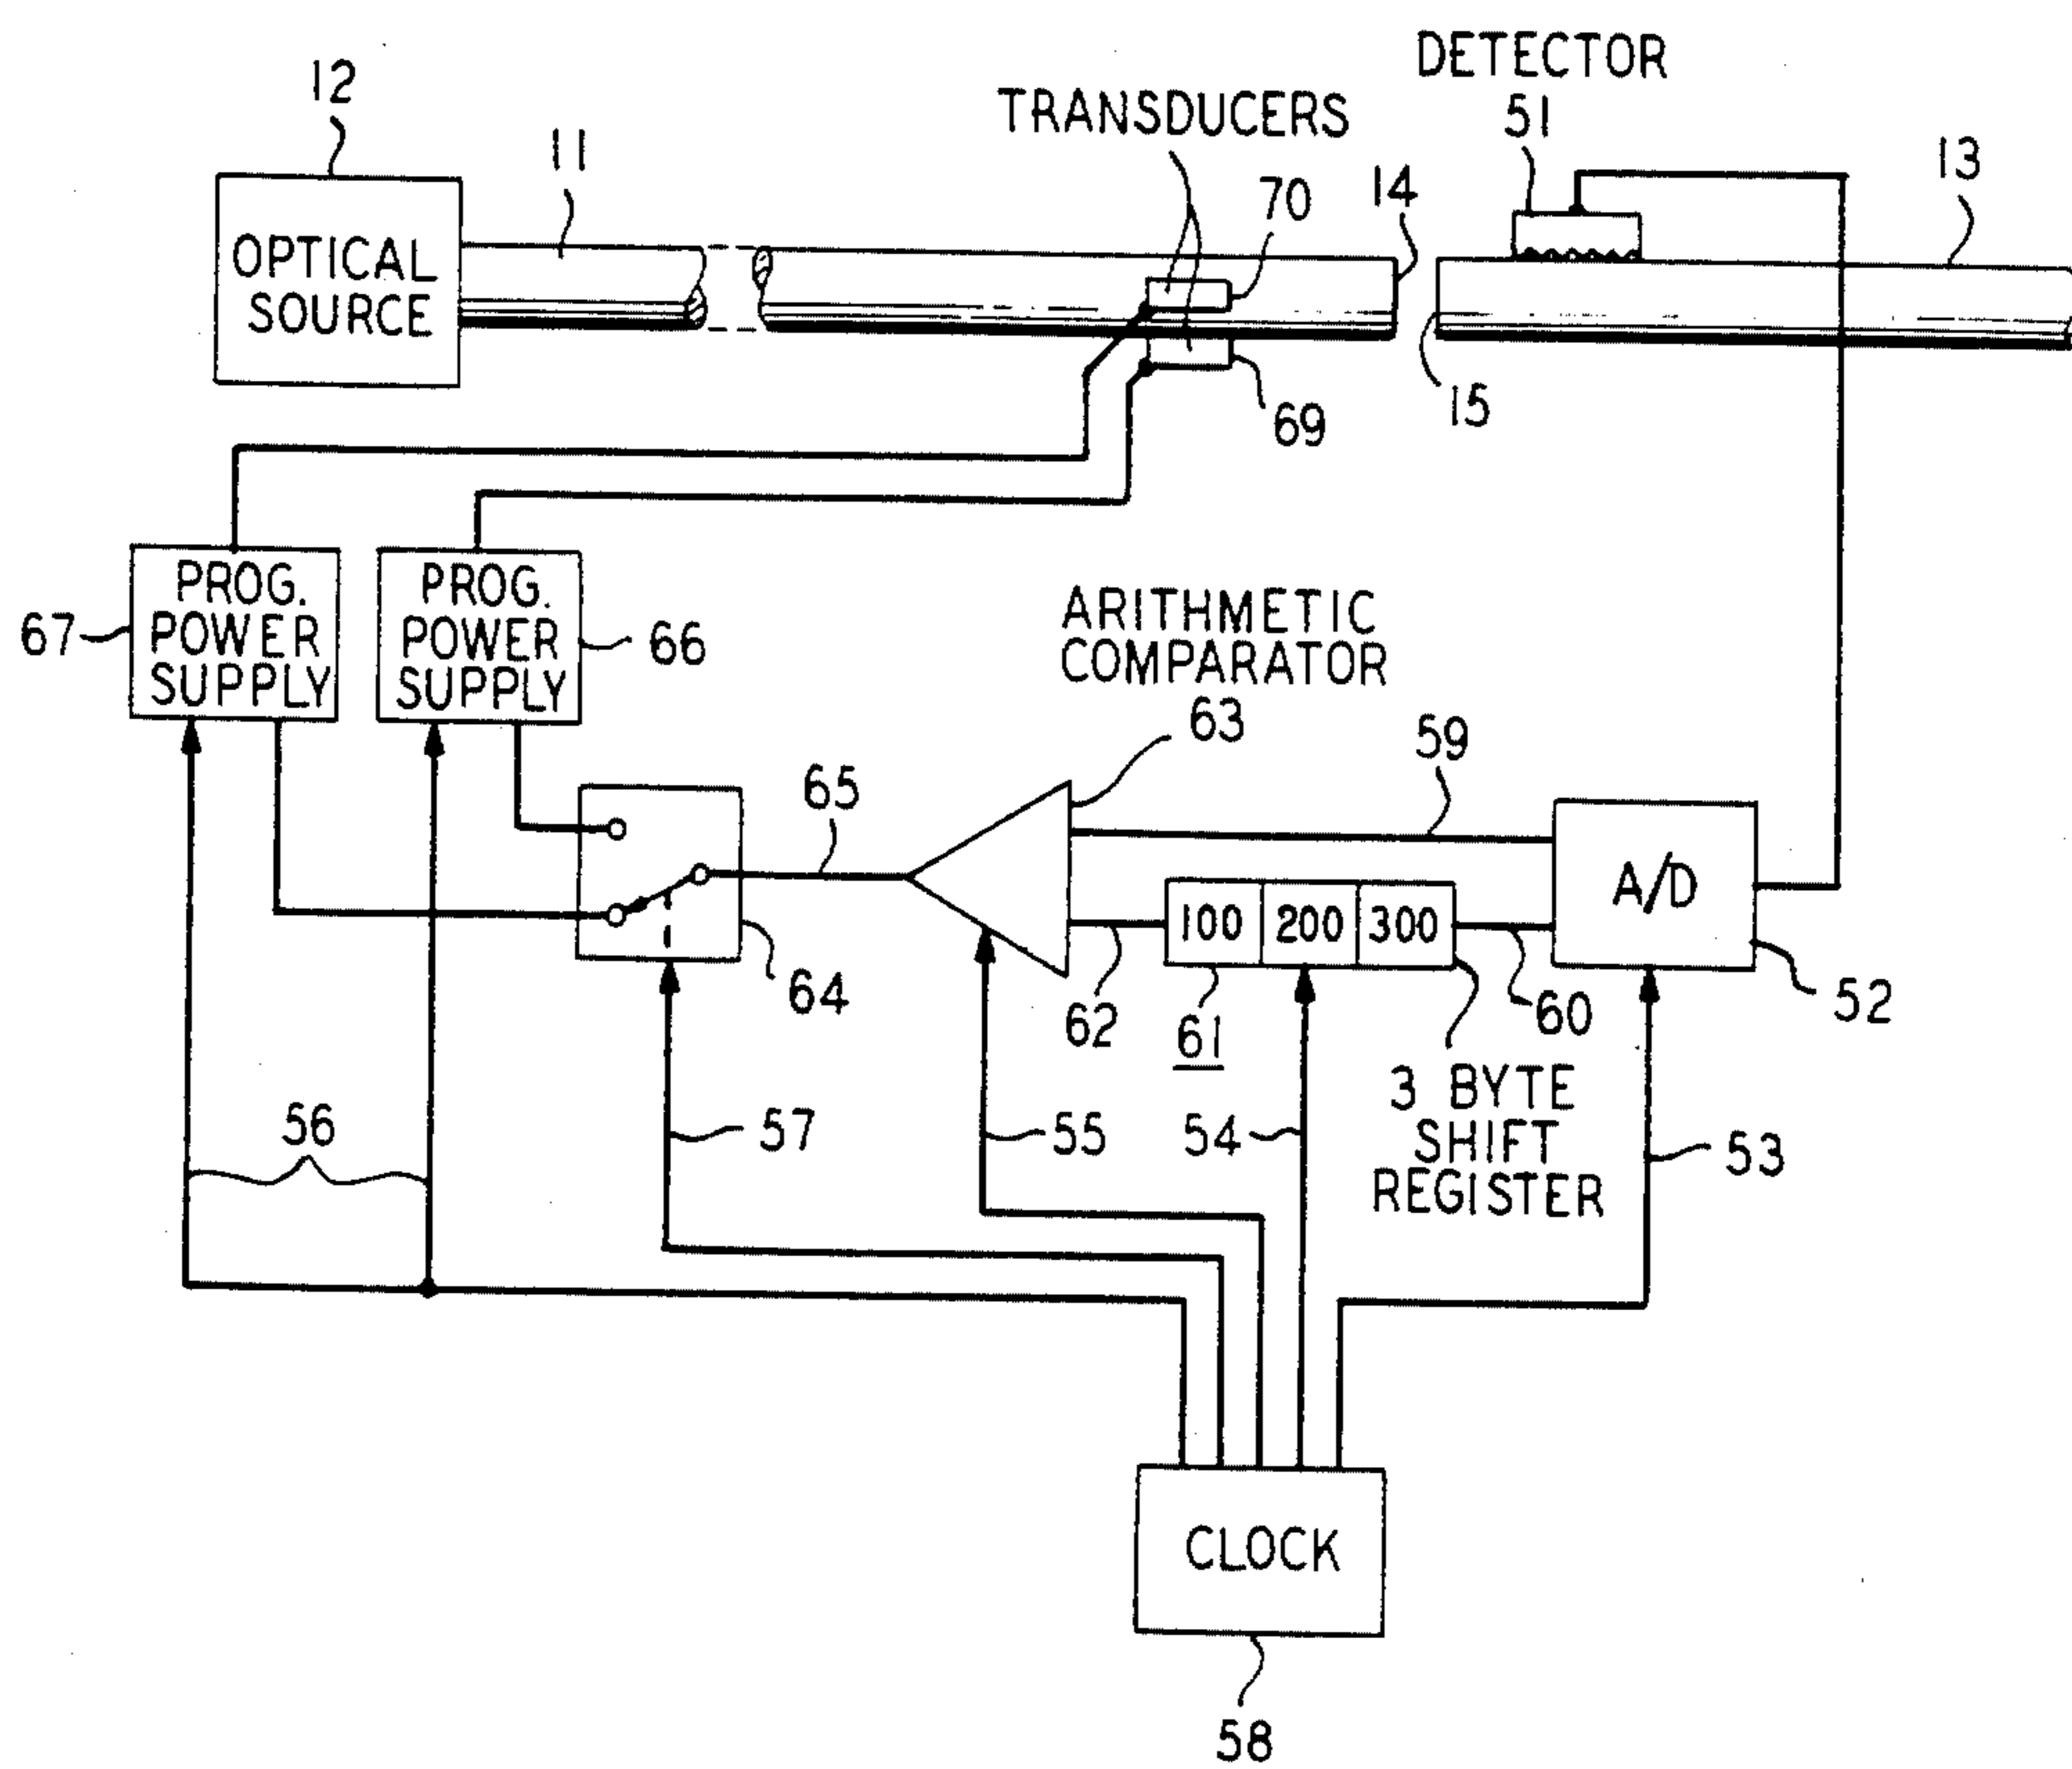 DETECTOR
51
12
TRANSDUCERS
11
70
14
13
OPTICAL
SOURCE
69
15
PROG.
POWER
SUPPLY
67
PROG.
POWER
SUPPLY
66
ARITHMETIC
COMPARATOR
63
59
65
A/D
100 200 300
64
62
61
60
52
3 BYTE
SHIFT
REGISTER
56
57
55
54
53
CLOCK
58